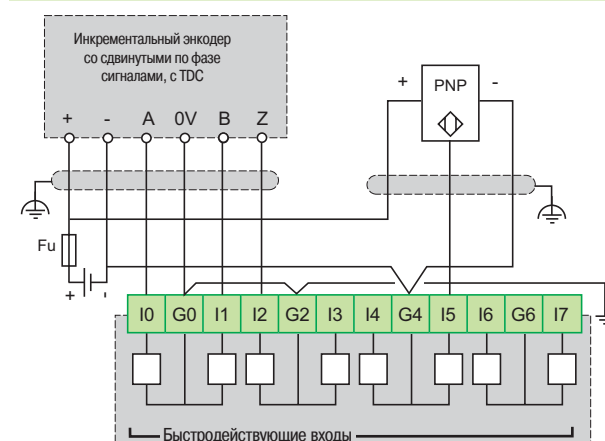 Инкрементальный энкодер
со сдвинутыми по фазе
сигналами, с TDC
+ - A 0V B Z
+ PNP -
Fu
+ -
I0 G0 I1 I2 G2 I3 I4 G4 I5 I6 G6 I7
Быстродействующие входы